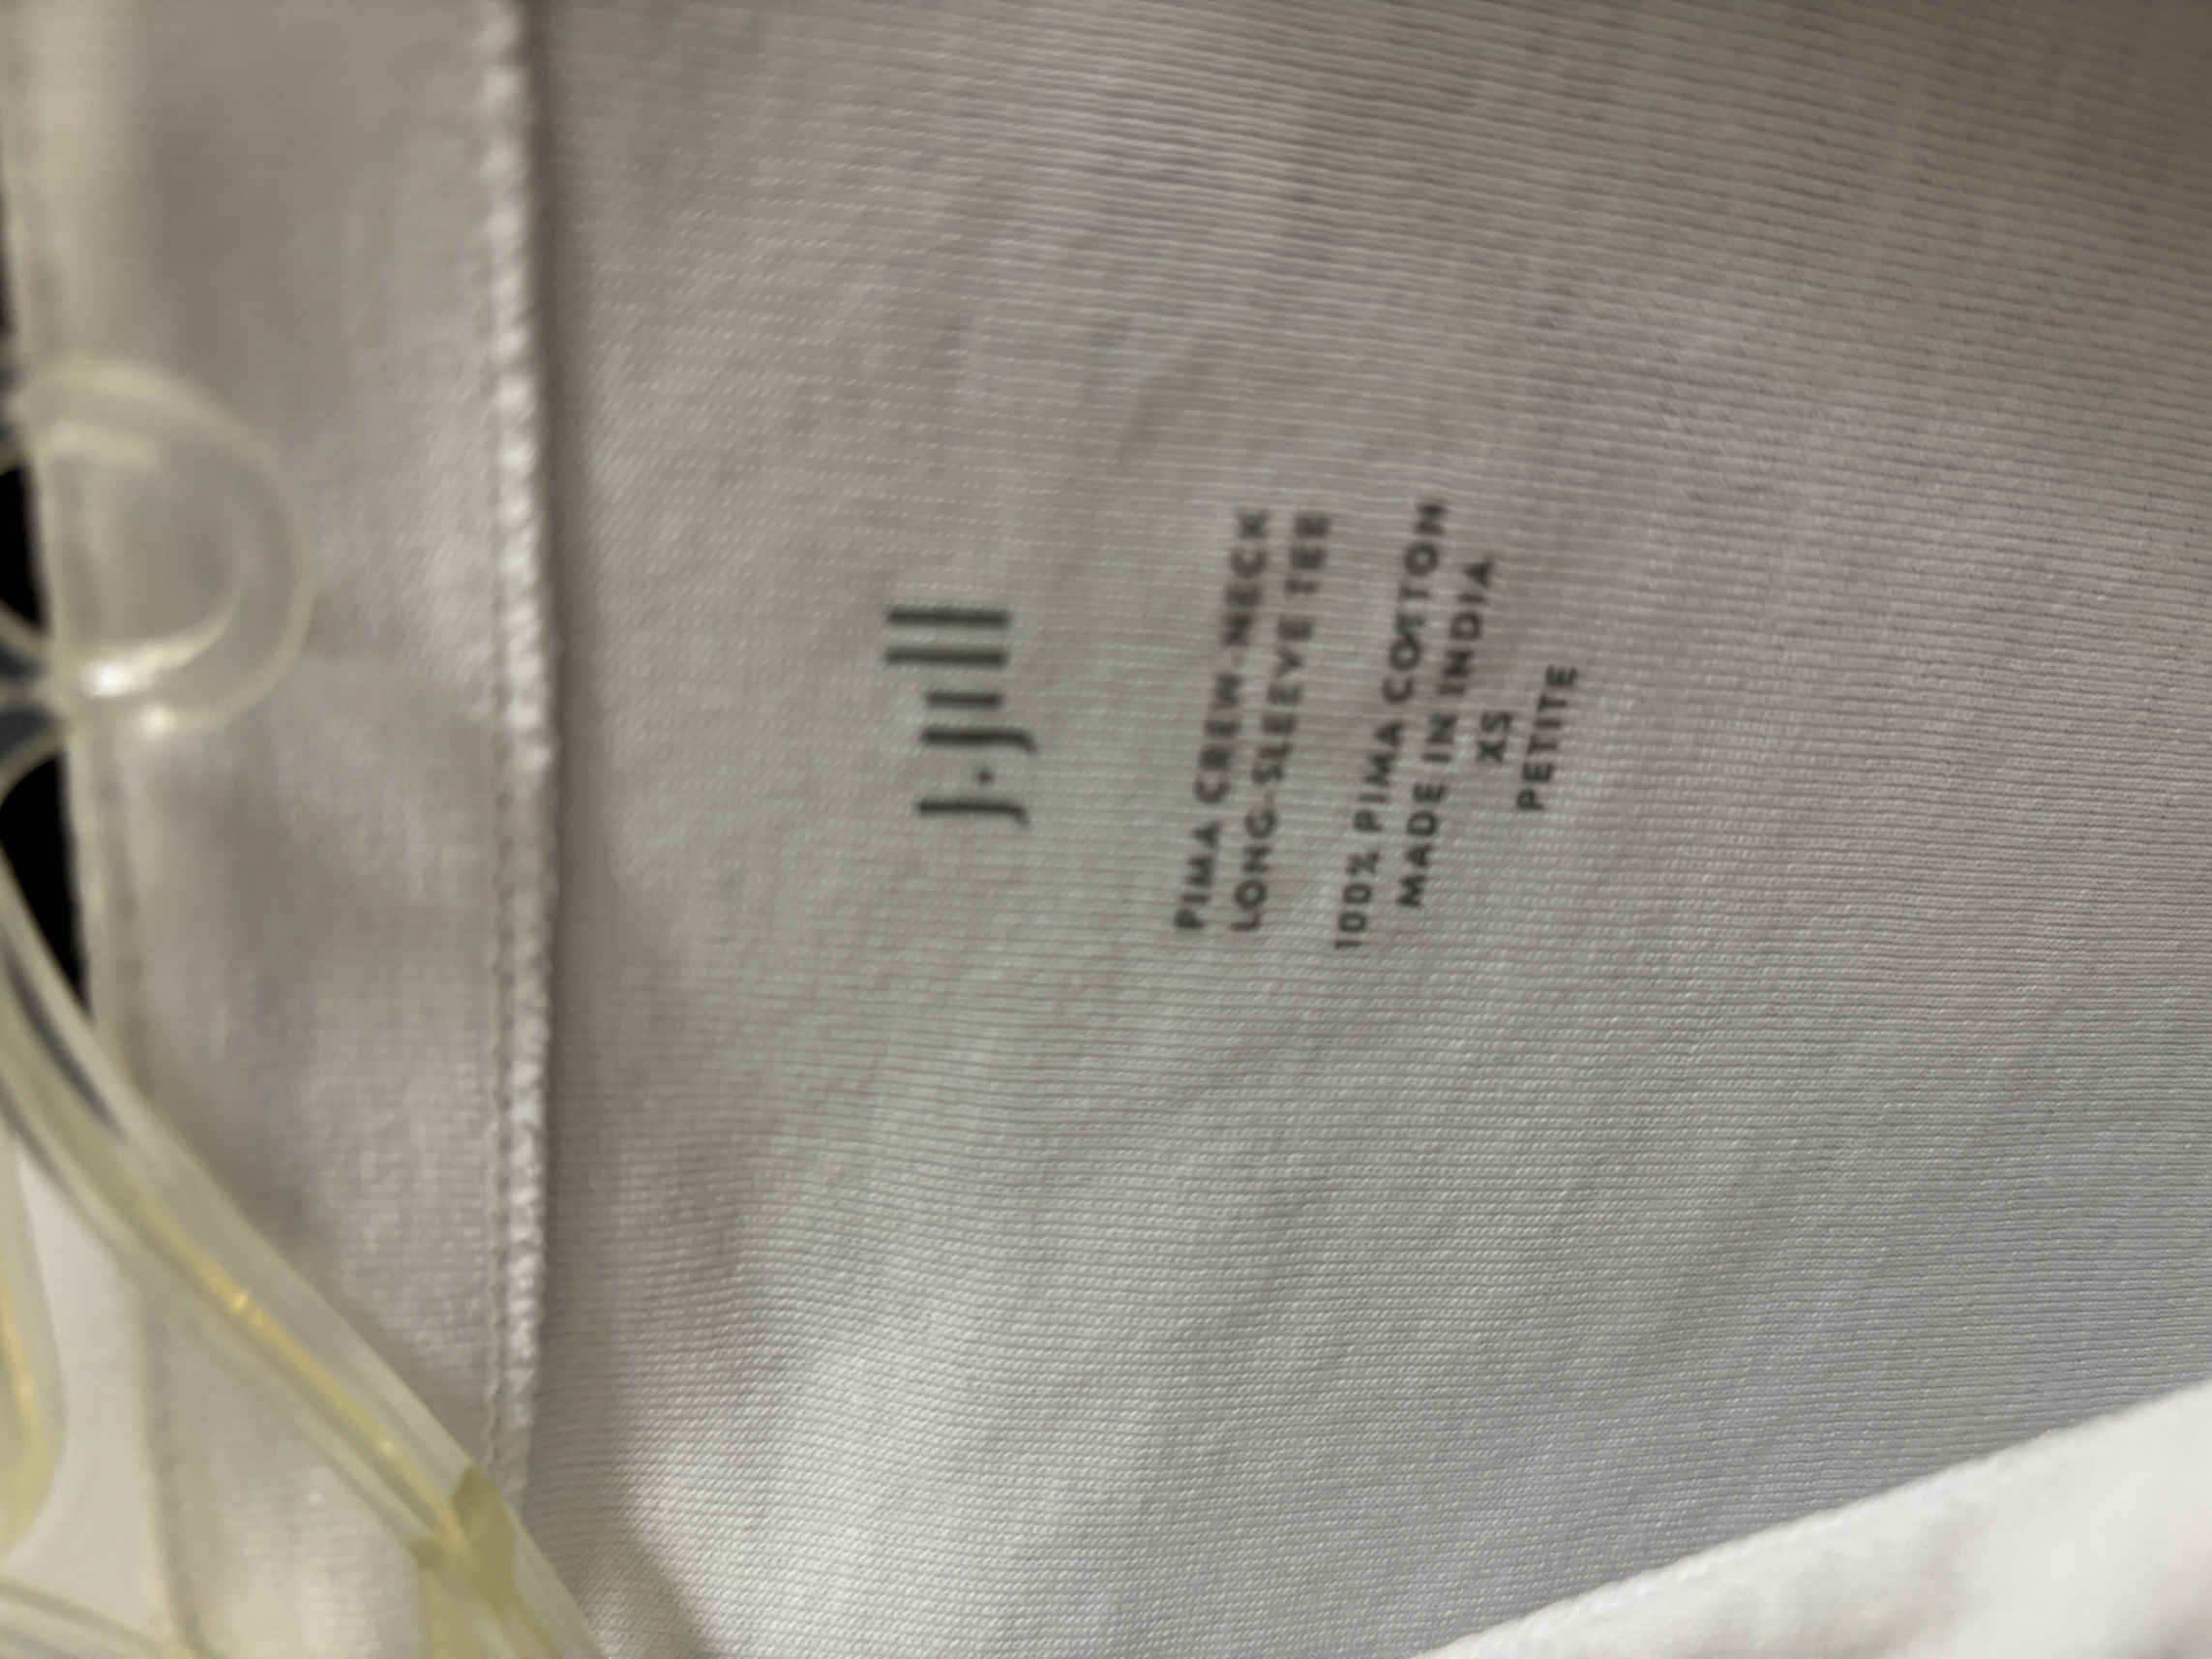 J.Jill
PIMA CREW-NECK
LONG-SLEEVE TEE
100% PIMA COTTON
MADE IN INDIA
XS
PETITE